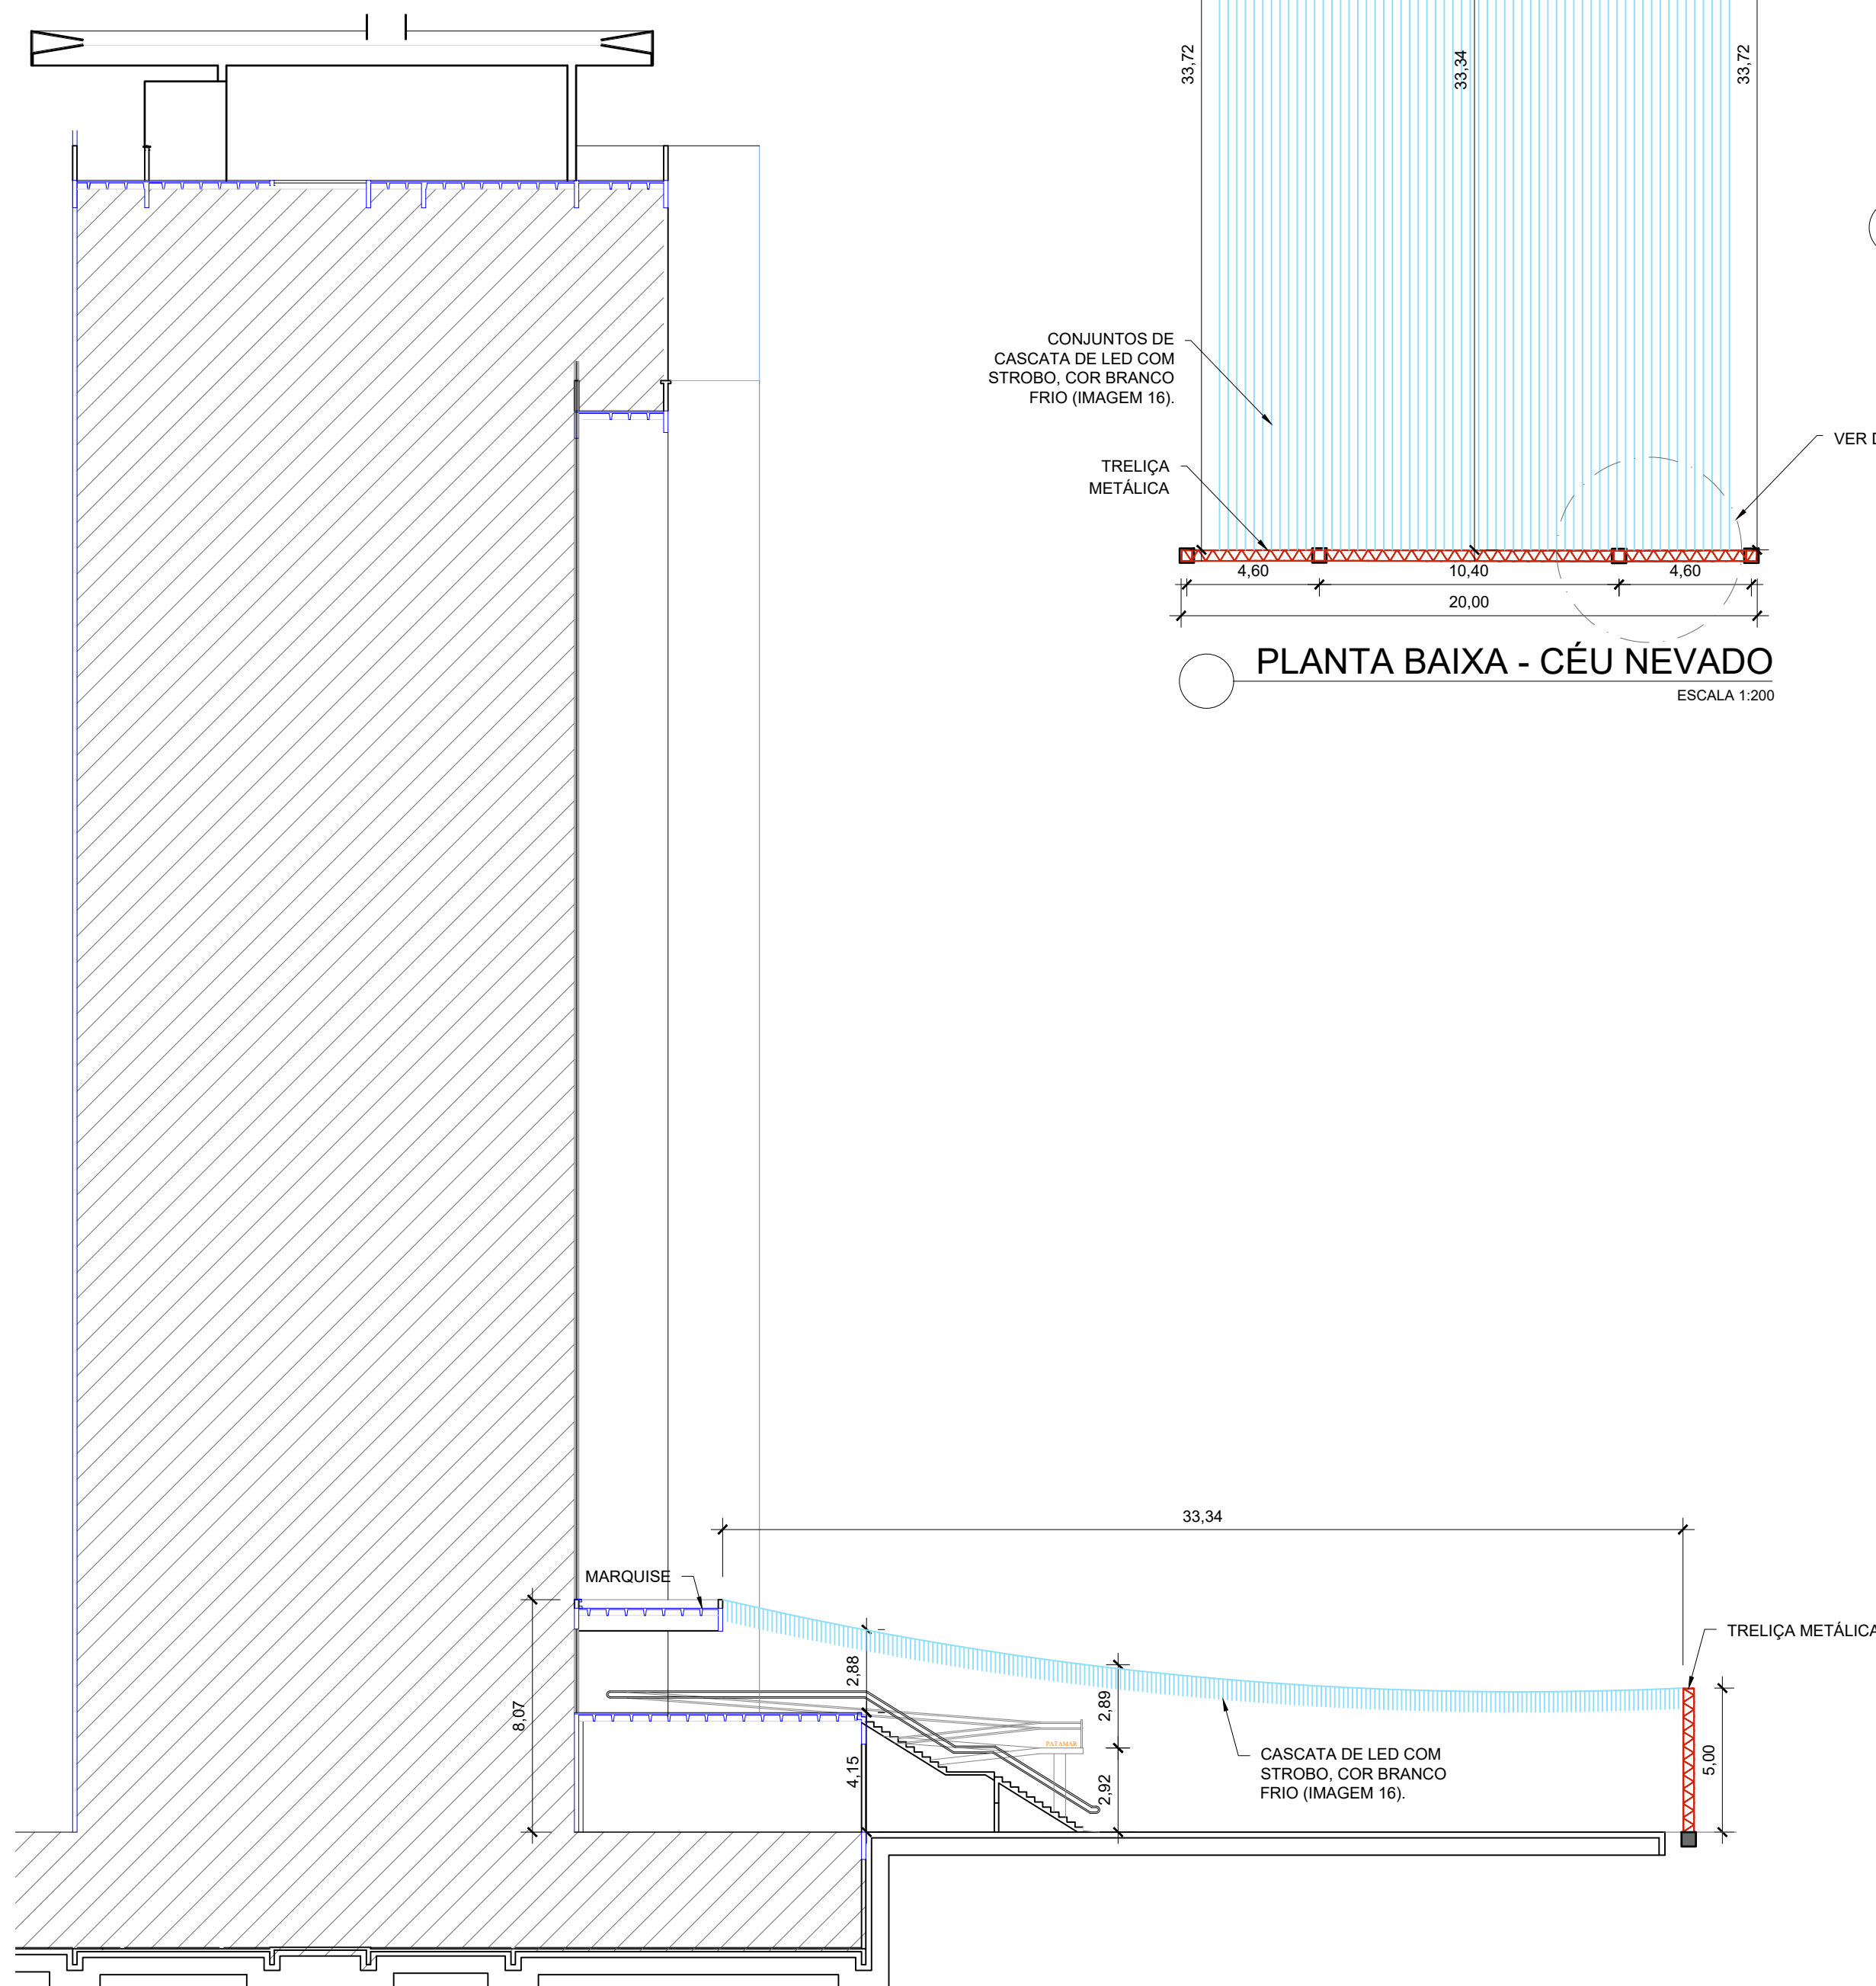 33,72
33,34
33,72
CONJUNTOS DE
CASCATA DE LED COM
STROBO, COR BRANCO
FRIO (IMAGEM 16).
VER
TRELIÇA
METÁLICA
4,60
10,40
4,60
20,00
PLANTA BAIXA - CÉU NEVADO
ESCALA 1:200
33,34
MARQUISE
TRELIÇA METÁLICA
2,88
8,07
2,89
PATAMAR
CASCATA DE LED COM
STROBO, COR BRANCO
FRIO (IMAGEM 16).
4,15
2,92
5,00